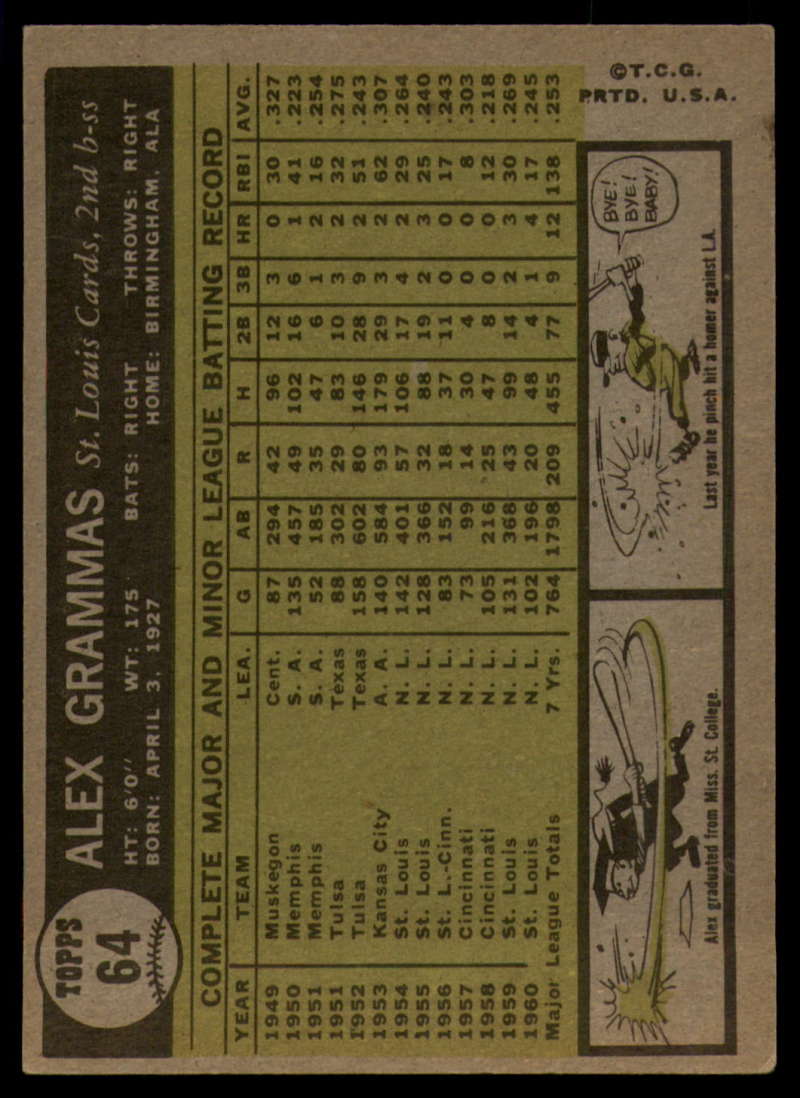 TOPPS
64
ALEX GRAMMAS St. Louis Cards, 2nd b-ss
HT: 6'0" WT: 175 BATS: RIGHT THROWS: RIGHT
BORN: APRIL 3, 1927 HOME: BIRMINGHAM, ALA
COMPLETE MAJOR AND MINOR LEAGUE BATTING RECORD
YEAR TEAM LEA. G AB R H 2B 3B HR RBI AVG.
1949 Muskegon Cent. 87 294 42 96 12 3 0 30 .327
1950 Memphis S. A. 135 457 49 102 16 6 1 41 .223
1951 Memphis S. A. 52 185 35 47 6 1 2 16 .254
1951 Tulsa Texas 88 302 29 83 10 3 2 32 .275
1952 Tulsa Texas 158 602 80 146 28 9 2 51 .243
1953 Kansas City A. A. 140 584 93 179 29 3 2 62 .307
1954 St. Louis N. L. 142 401 57 106 17 4 2 29 .264
1955 St. Louis N. L. 128 366 32 88 19 2 3 25 .240
1956 St. L.-Cinn. N. L. 83 152 18 37 11 0 0 17 .243
1957 Cincinnati N. L. 73 99 14 30 4 0 0 8 .303
1958 Cincinnati N. L. 105 216 25 47 8 0 0 12 .218
1959 St. Louis N. L. 131 368 43 99 14 2 3 30 .269
1960 St. Louis N. L. 102 196 20 48 4 1 4 17 .245
Major League Totals 7 Yrs. 764 1798 209 455 77 9 12 138 .253
Alex graduated from Miss. St. College.
BYE!
BYE!
BABY!
Last year he pinch hit a homer against L.A.
©T.C.G.
PRTD. U.S.A.